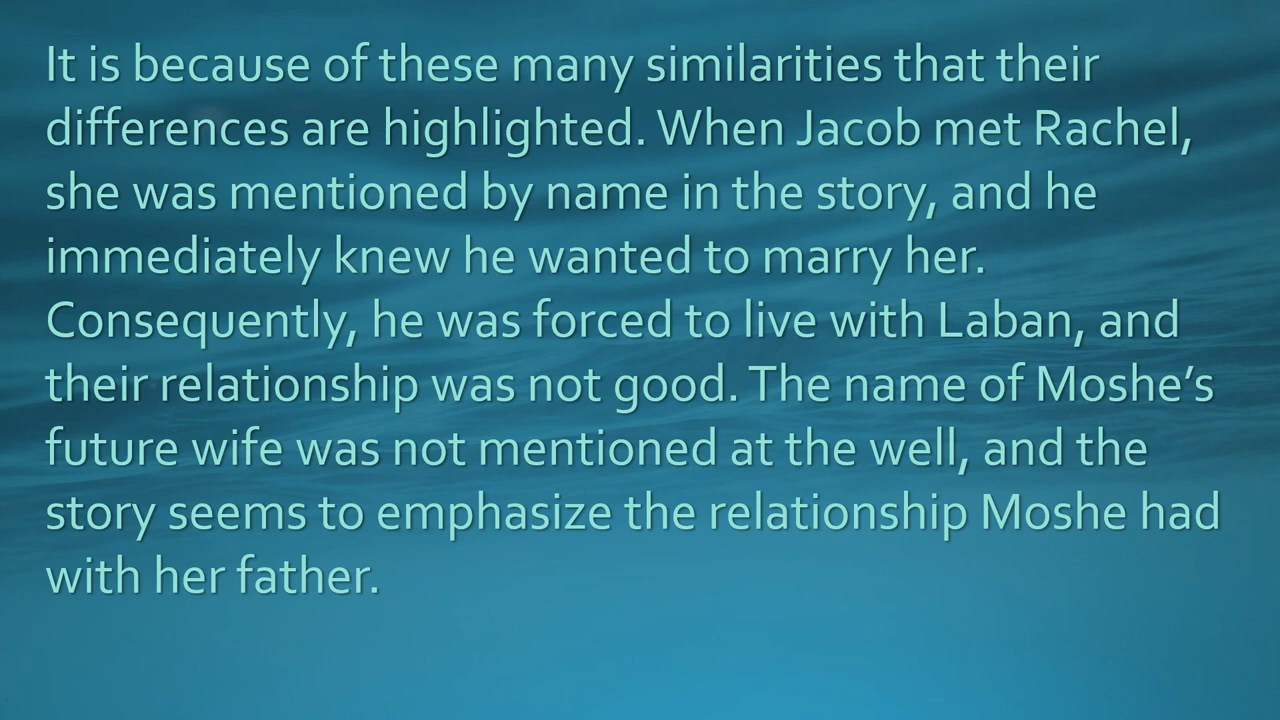 It is because of these many similarities that their
differences are highlighted. When Jacob met Rachel,
she was mentioned by name in the story, and he
immediately knew he wanted to marry her.
Consequently, he was forced to live with Laban, and
their relationship was not good. The name of Moshe’s
future wife was not mentioned at the well, and the
story seems to emphasize the relationship Moshe had
with her father.